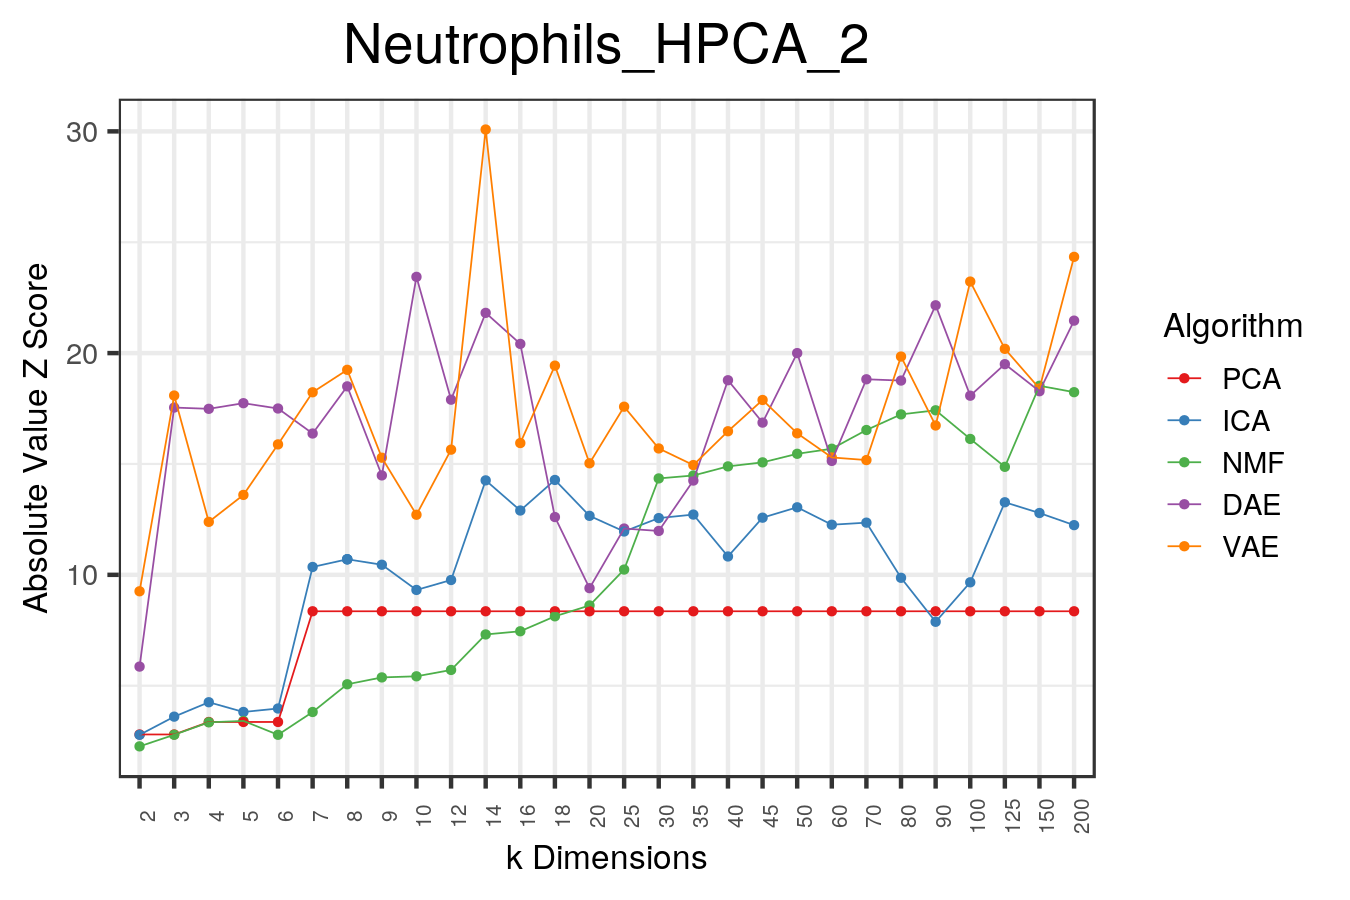 Neutrophils_HPCA_2
Absolute Value Z Score
30
20
10
2 3 4 5 6 7 8 9 10 12 14 16 18 20 25 30 35 40 45 50 60 70 80 90 100 125 150 200
k Dimensions
Algorithm
PCA
ICA
NMF
DAE
VAE